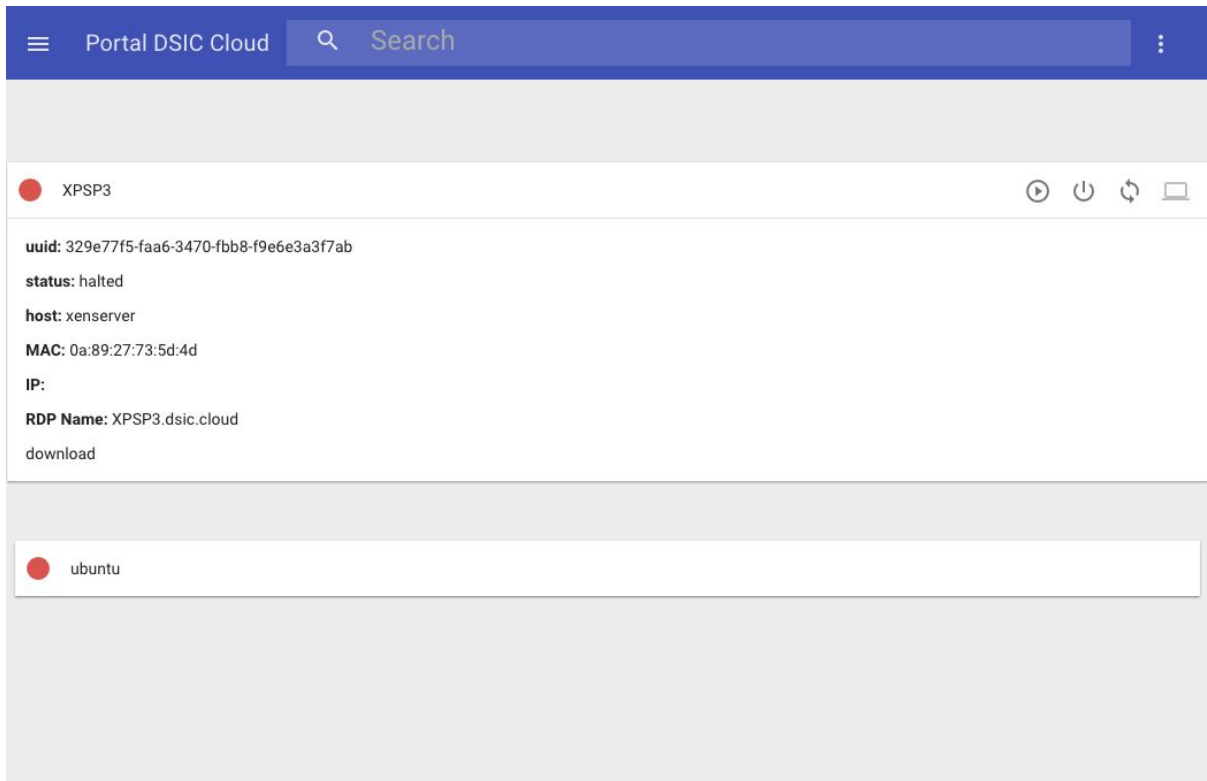 Portal DSIC Cloud Search
XPSP3
uuid: 329e77f5-faa6-3470-fbb8-f9e6e3a3f7ab
status: halted
host: xenserver
MAC: 0a:89:27:73:5d:4d
IP:
RDP Name: XPSP3.dsic.cloud
download
ubuntu